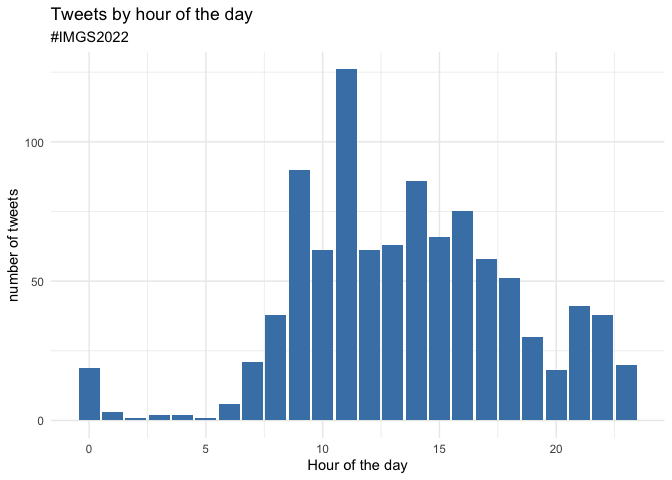 Tweets by hour of the day
#IMGS2022
number of tweets
100
50
0
0 5 10 15 20
Hour of the day